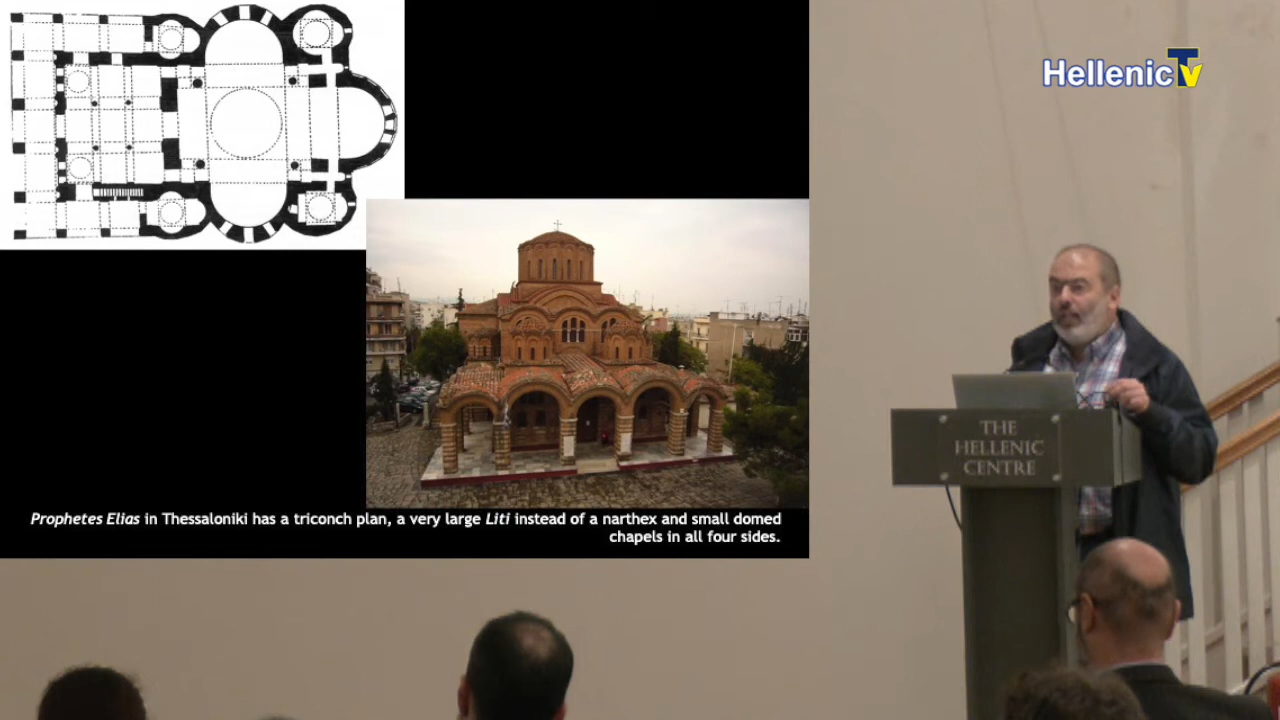 HellenicTv
THE
HELLENIC
CENTRE
Prophetes Elias in Thessaloniki has a triconch plan, a very large Liti instead of a narthex and small domed
chapels in all four sides.